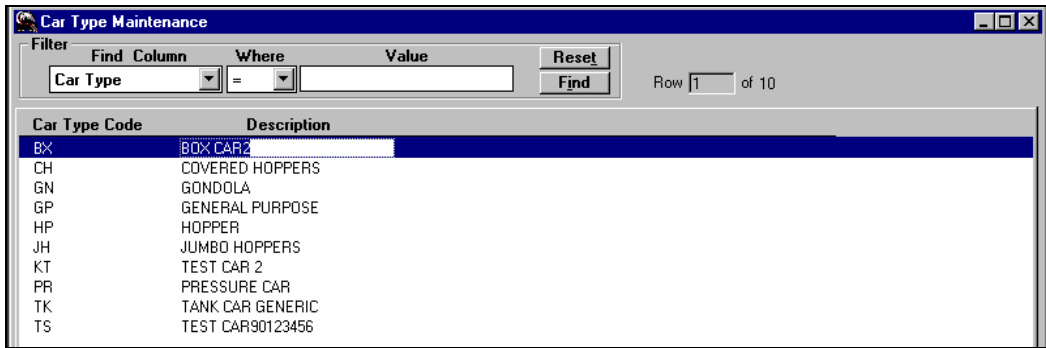 Car Type Maintenance
Filter
Find Column Where Value Reset
Car Type = Find Row 1 of 10
Car Type Code Description
BX BOX CAR2
CH COVERED HOPPERS
GN GONDOLA
GP GENERAL PURPOSE
HP HOPPER
JH JUMBO HOPPERS
KT TEST CAR 2
PR PRESSURE CAR
TK TANK CAR GENERIC
TS TEST CAR90123456